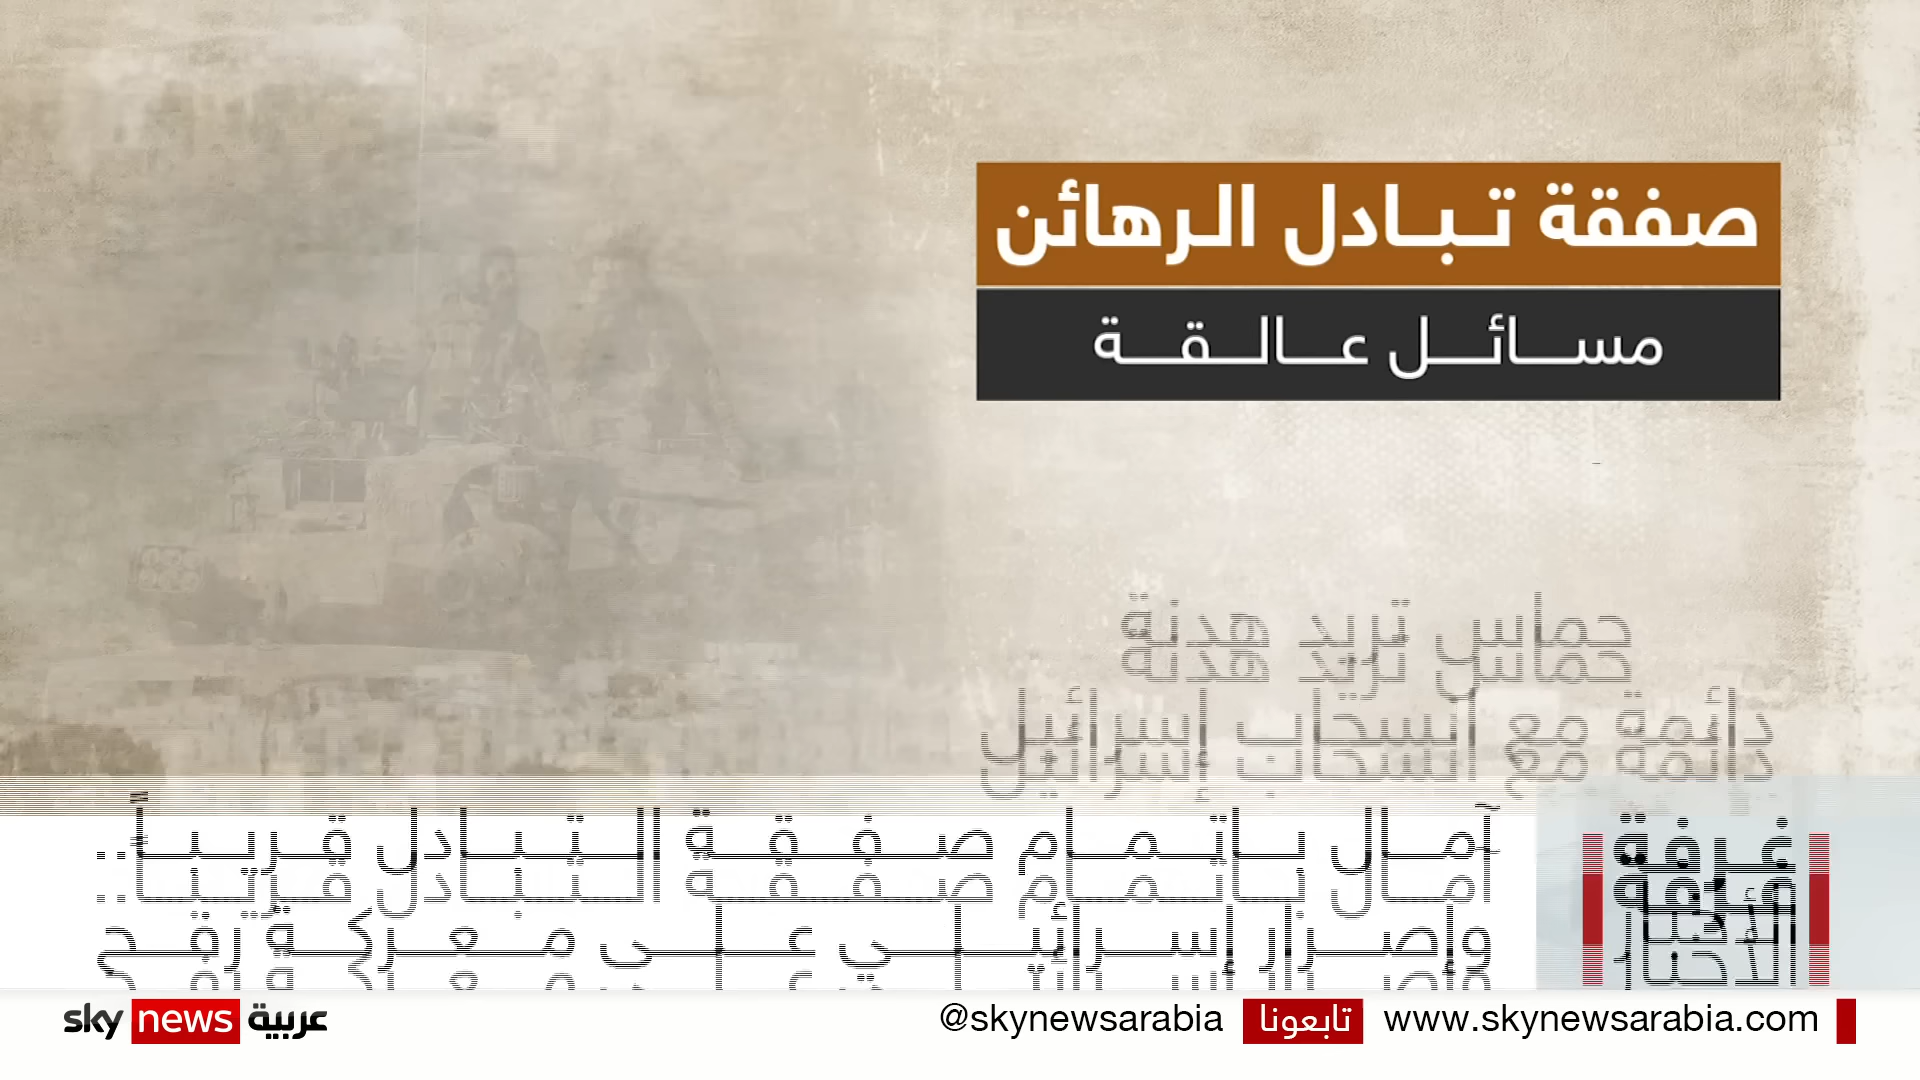 صفقة تبادل الرهائن
مسائل عالقة
حماس تريد هدنة
دائمة مع انسحاب إسرائيل
آمال بإتمام صفقة التبادل قريباً..
وإصرار إسرائيلي على معركة رفح
غرفة
الأخبار
sky news عربية
@skynewsarabia تابعونا www.skynewsarabia.com